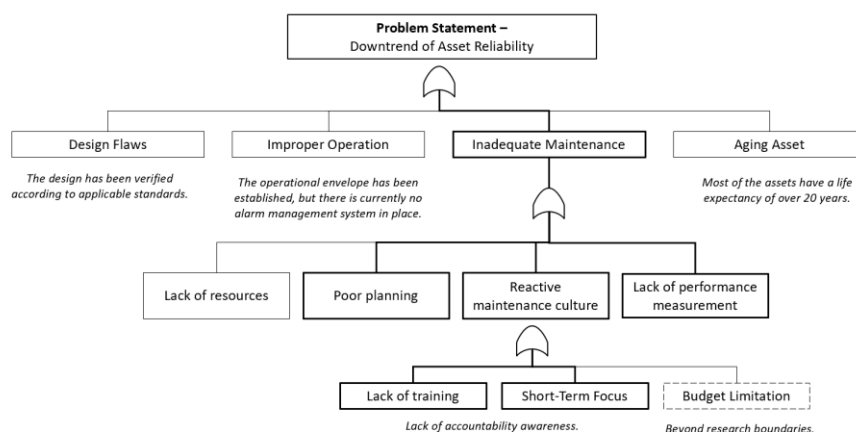 Problem Statement –
Downtrend of Asset Reliability
Design Flaws
Improper Operation
Inadequate Maintenance
Aging Asset
The design has been verified
according to applicable standards.
The operational envelope has been
established, but there is currently no
alarm management system in place.
Most of the assets have a life
expectancy of over 20 years.
Lack of resources
Poor planning
Reactive
maintenance culture
Lack of performance
measurement
Lack of training
Short-Term Focus
Budget Limitation
Lack of accountability awareness.
Beyond research boundaries.